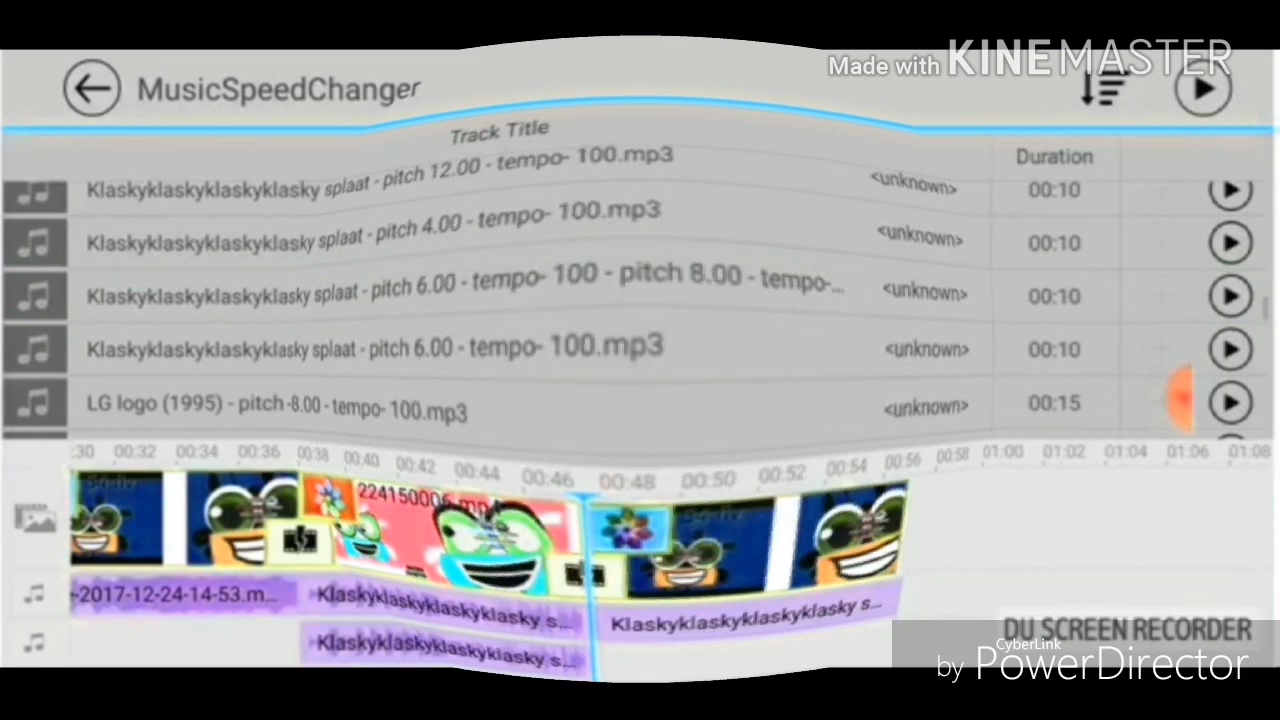 Made with KINEMASTER
MusicSpeedChanger
Track Title
Duration
Klaskyklaskyklaskyklasky splaat - pitch 12.00 - tempo- 100.mp3 <unknown> 00:10
Klaskyklaskyklaskyklasky splaat - pitch 4.00 - tempo- 100.mp3 <unknown> 00:10
Klaskyklaskyklaskyklasky splaat - pitch 6.00 - tempo- 100 - pitch 8.00 - tempo-... <unknown> 00:10
Klaskyklaskyklaskyklasky splaat - pitch 6.00 - tempo- 100.mp3 <unknown> 00:10
LG logo (1995) - pitch -8.00 - tempo- 100.mp3 <unknown> 00:15
:30 00:32 00:34 00:36 00:38 00:40 00:42 00:44 00:46 00:48 00:50 00:52 00:54 00:56 00:58 01:00 01:02 01:04 01:06 01:08
224150006.mp4
-2017-12-24-14-53.m... Klaskyklaskyklaskyklasky s... Klaskyklaskyklaskyklasky s...
Klaskyklaskyklaskyklasky s...
DU SCREEN RECORDER
CyberLink
by PowerDirector